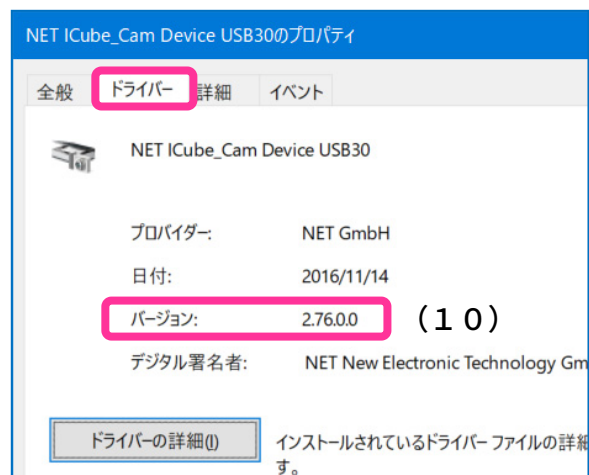 NET ICube_Cam Device USB30のプロパティ
全般 ドライバー 詳細 イベント
NET ICube_Cam Device USB30
プロバイダー: NET GmbH
日付: 2016/11/14
バージョン: 2.76.0.0 (１０)
デジタル署名者: NET New Electronic Technology Gm
ドライバーの詳細(I) インストールされているドライバー ファイルの詳細
す。